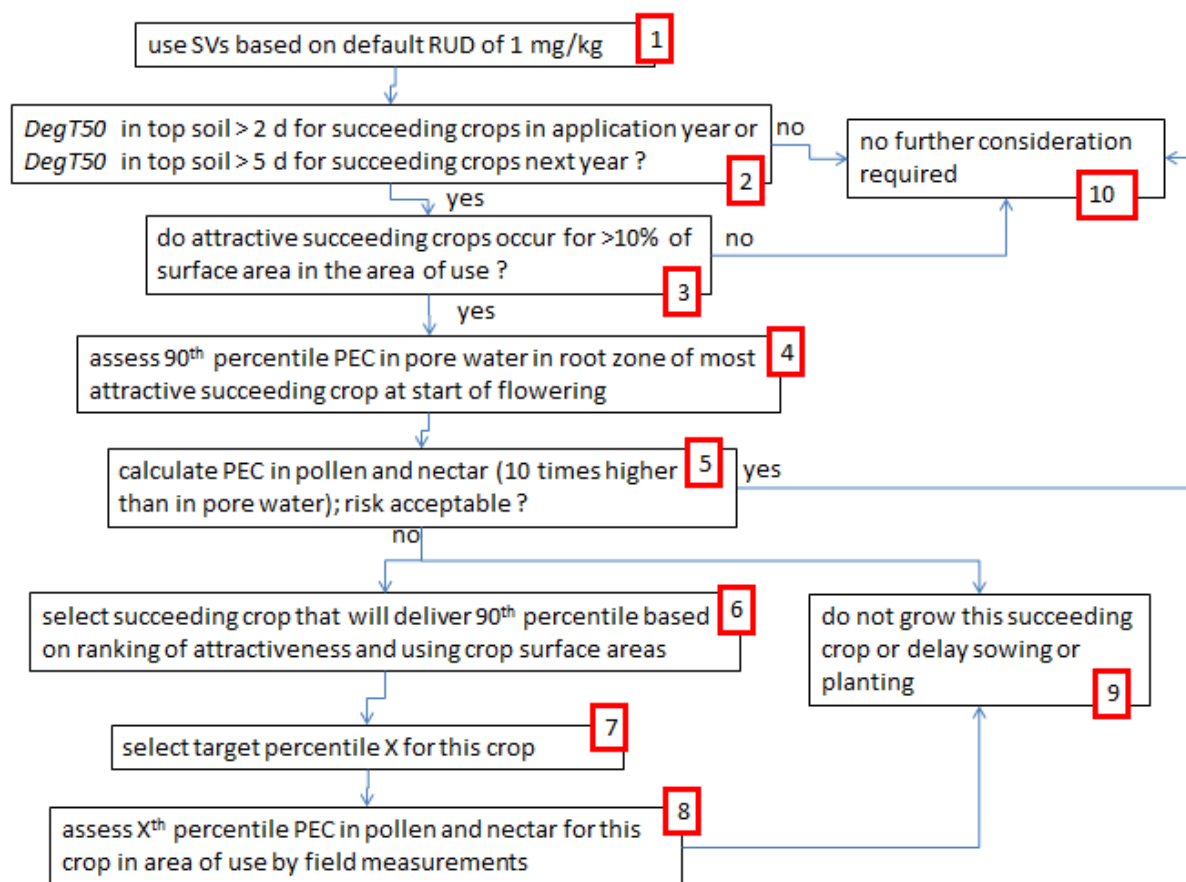 use SVs based on default RUD of 1 mg/kg
1
DegT50 in top soil > 2 d for succeeding crops in application year or
DegT50 in top soil > 5 d for succeeding crops next year ?
2
no
no further consideration
required
10
yes
do attractive succeeding crops occur for >10% of
surface area in the area of use ?
3
no
yes
assess 90th percentile PEC in pore water in root zone of most
attractive succeeding crop at start of flowering
4
calculate PEC in pollen and nectar (10 times higher
than in pore water); risk acceptable ?
5
yes
no
select succeeding crop that will deliver 90th percentile based
on ranking of attractiveness and using crop surface areas
6
do not grow this succeeding
crop or delay sowing or
planting
9
select target percentile X for this crop
7
assess Xth percentile PEC in pollen and nectar for this
crop in area of use by field measurements
8